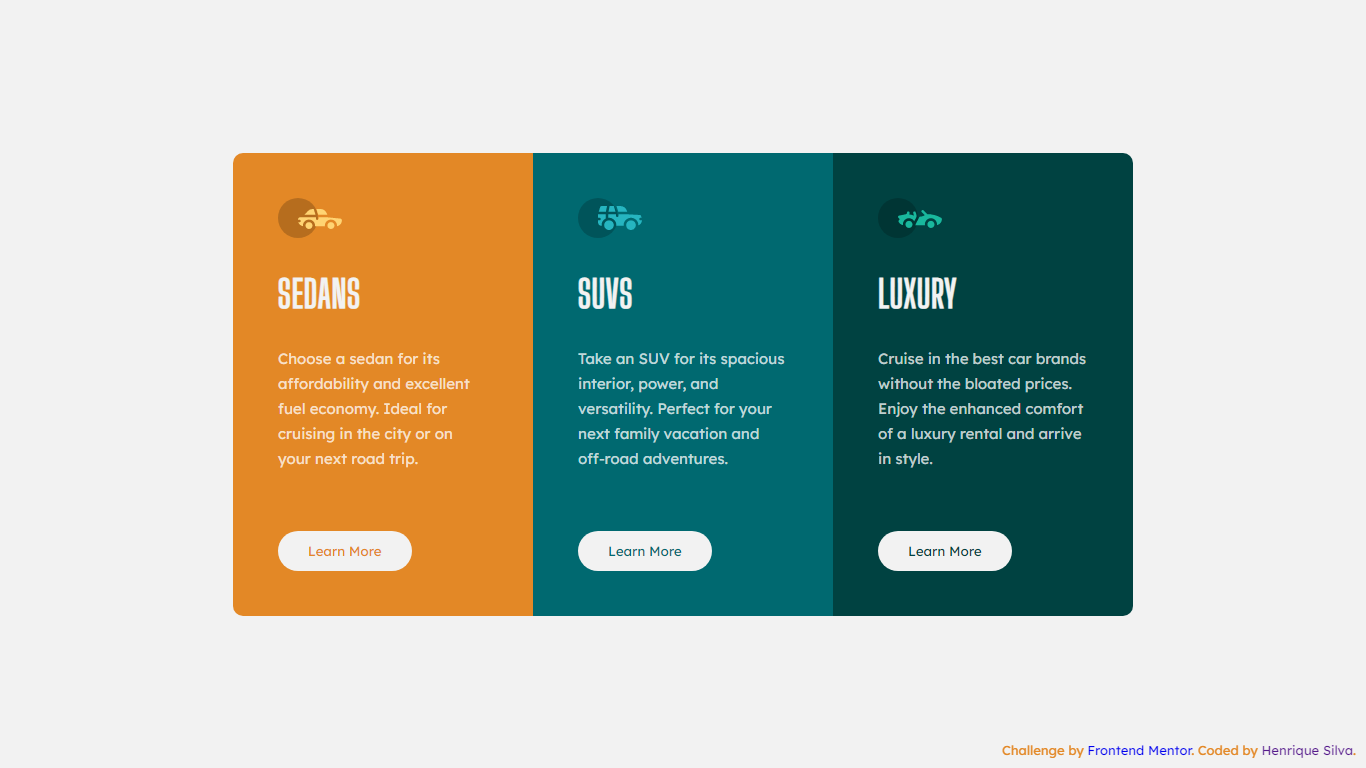 SEDANS
Choose a sedan for its
affordability and excellent
fuel economy. Ideal for
cruising in the city or on
your next road trip.
Learn More
SUVS
Take an SUV for its spacious
interior, power, and
versatility. Perfect for your
next family vacation and
off-road adventures.
Learn More
LUXURY
Cruise in the best car brands
without the bloated prices.
Enjoy the enhanced comfort
of a luxury rental and arrive
in style.
Learn More
Challenge by Frontend Mentor. Coded by Henrique Silva.